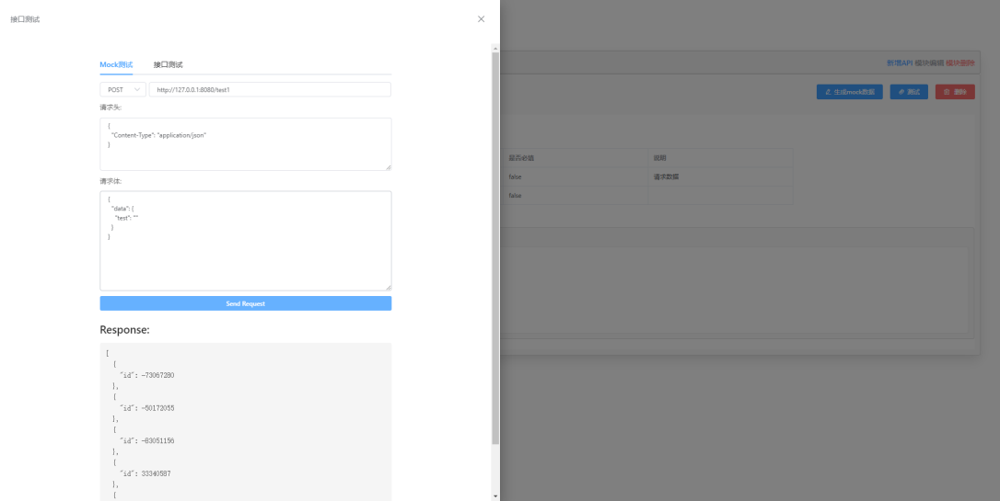 接口测试
Mock测试 接口测试
POST http://127.0.0.1:8080/test1
请求头:
{
"Content-Type": "application/json"
}
请求体:
{
"data": {
"test": ""
}
}
Send Request
Response:
[
{
"id": -73067280
},
{
"id": -50172055
},
{
"id": -83051156
},
{
"id": 33340587
},
{
新增API 模块编辑 模块删除
生成mock数据 测试 删除
是否必填 说明
false 请求数据
false